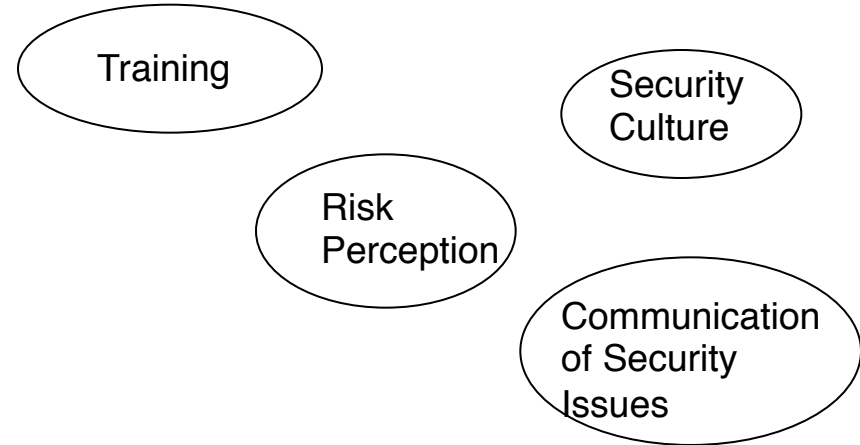 Training
Security
Culture
Risk
Perception
Communication
of Security
Issues